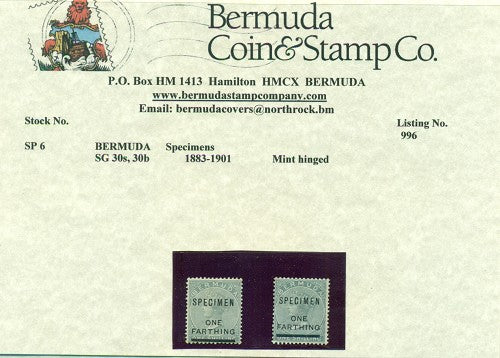 Bermuda
Coin&Stamp Co.
P.O. Box HM 1413 Hamilton HMCX BERMUDA
www.bermudastampcompany.com
Email: bermudacovers@northrock.bm
Stock No.
Listing No.
996
SP 6 BERMUDA Specimens
SG 30s, 30b 1883-1901 Mint hinged
BERMUDA
SPECIMEN
ONE
FARTHING
BERMUDA
SPECIMEN
ONE
FARTHING